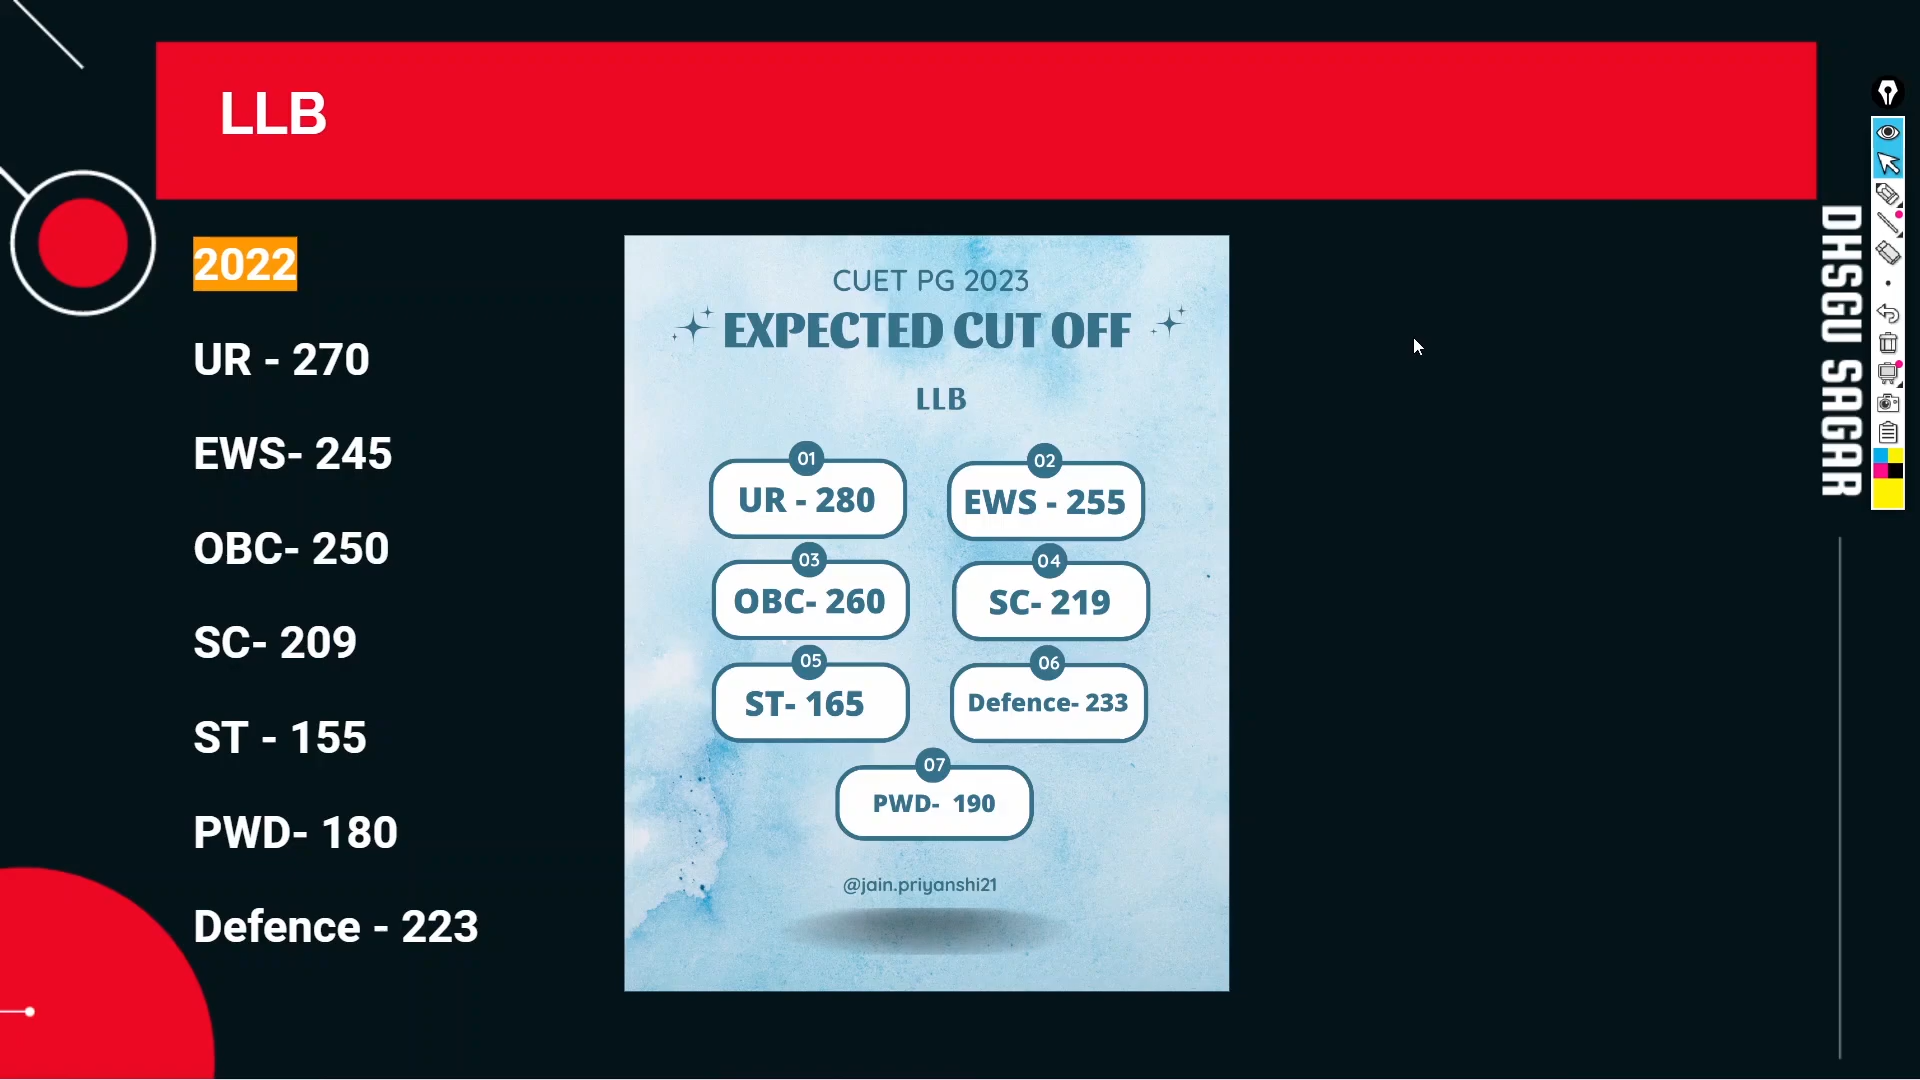 LLB
2022
UR - 270
EWS- 245
OBC- 250
SC- 209
ST - 155
PWD- 180
Defence - 223
CUET PG 2023
EXPECTED CUT OFF
LLB
01
UR - 280
02
EWS - 255
03
OBC- 260
04
SC- 219
05
ST- 165
06
Defence- 233
07
PWD- 190
@jain.priyanshi21
DHSGU SAGAR